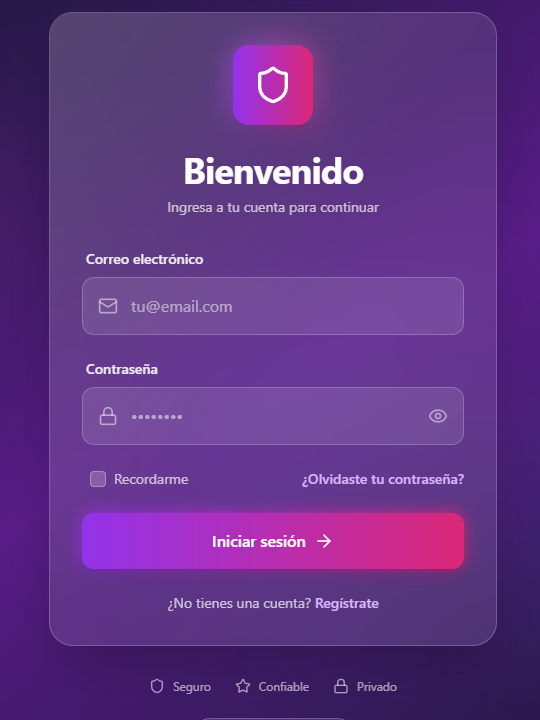 Bienvenido
Ingresa a tu cuenta para continuar
Correo electrónico
tu@email.com
Contraseña
••••••••
Recordarme ¿Olvidaste tu contraseña?
Iniciar sesión →
¿No tienes una cuenta? Regístrate
Seguro Confiable Privado